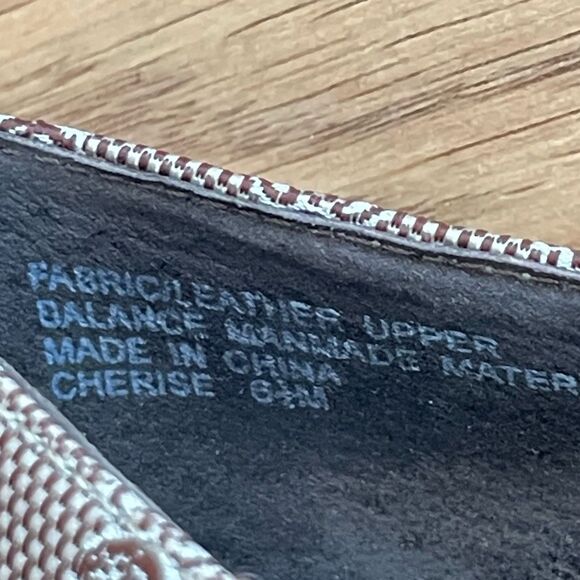 FABRIC/LEATHER UPPER
BALANCE MANMADE MATER
MADE IN CHINA
CHERISE 6½M